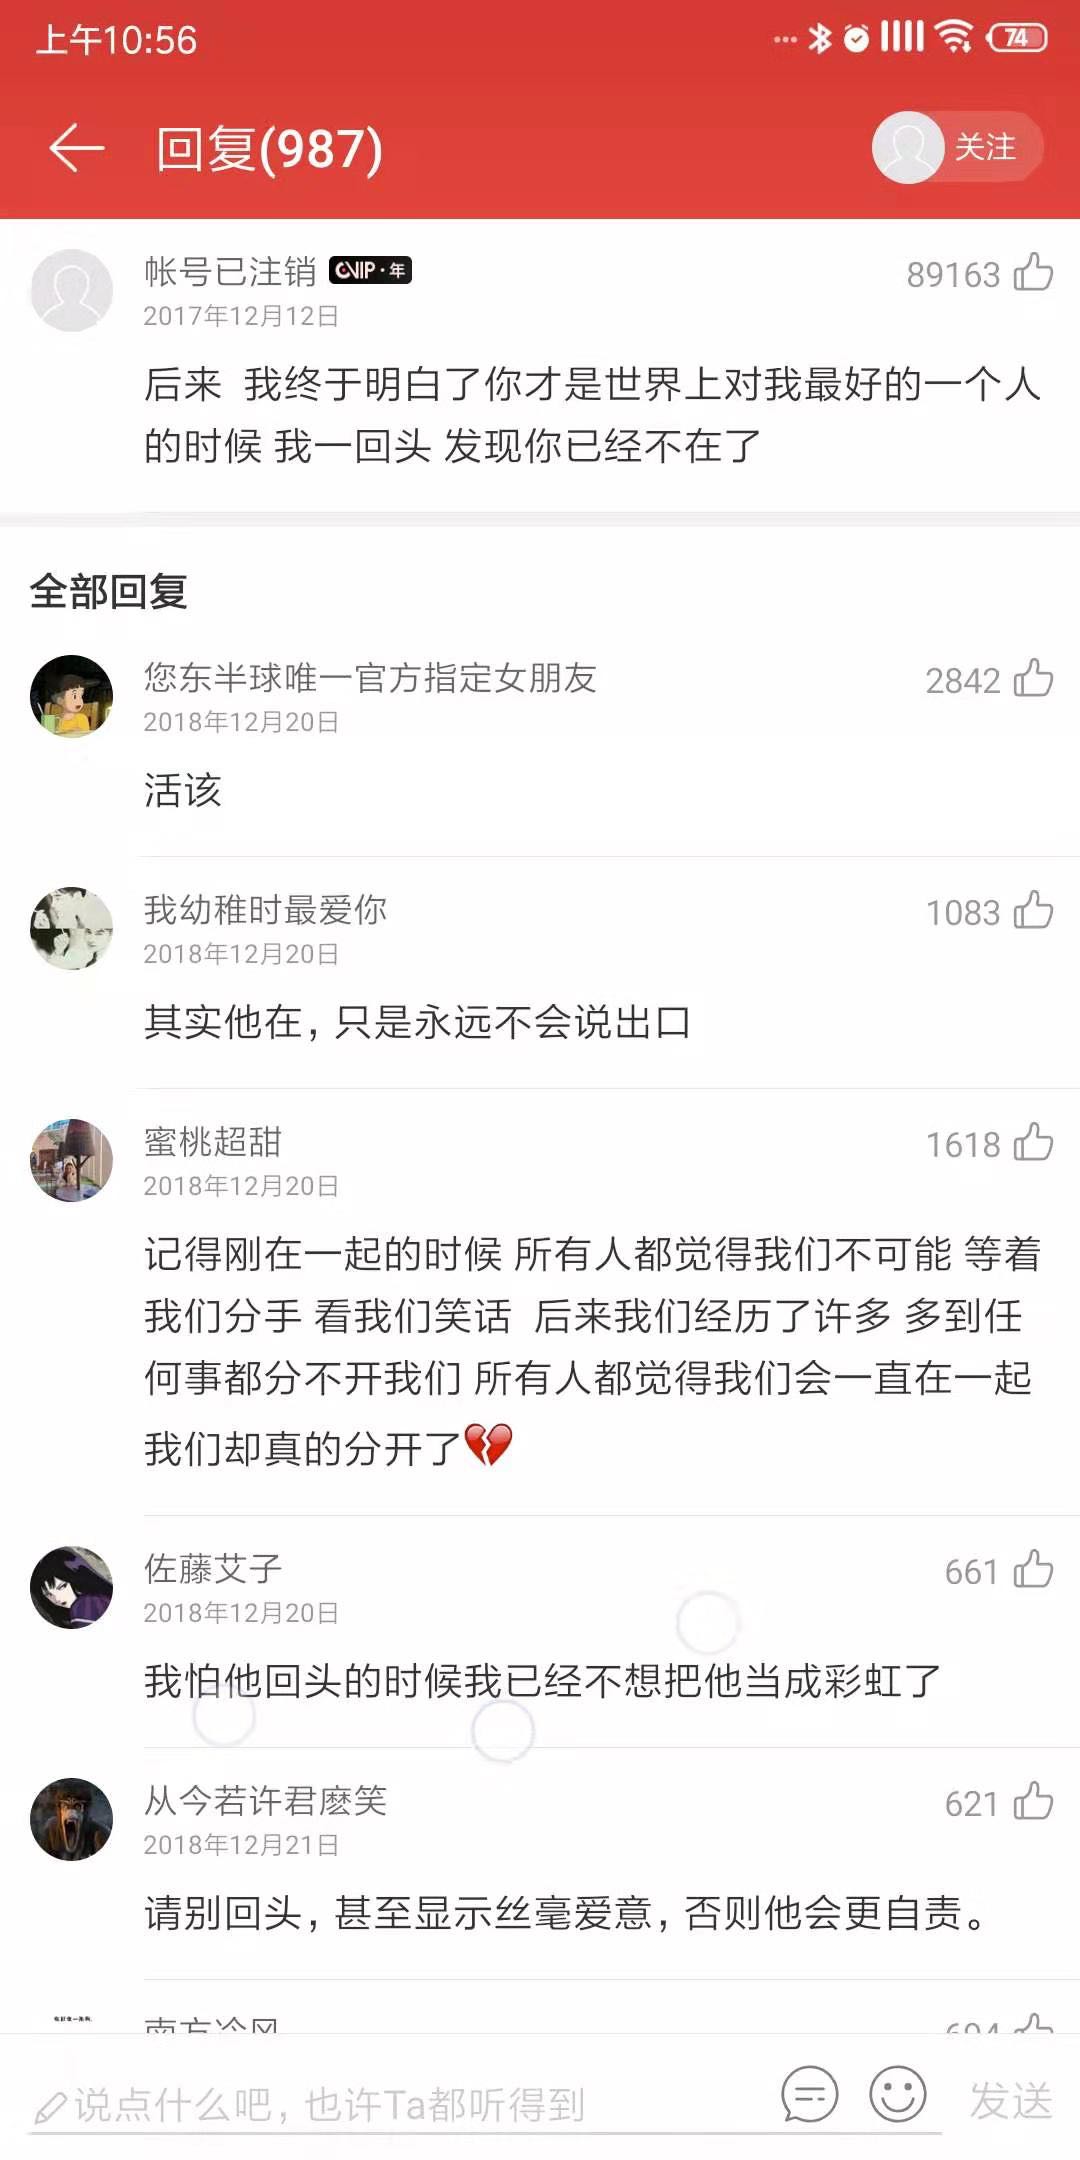 上午10:56
74
回复(987)
关注
帐号已注销 VIP·年
89163
2017年12月12日
后来 我终于明白了你才是世界上对我最好的一个人
的时候 我一回头 发现你已经不在了
全部回复
您东半球唯一官方指定女朋友
2842
2018年12月20日
活该
我幼稚时最爱你
1083
2018年12月20日
其实他在，只是永远不会说出口
蜜桃超甜
1618
2018年12月20日
记得刚在一起的时候 所有人都觉得我们不可能 等着
我们分手 看我们笑话 后来我们经历了许多 多到任
何事都分不开我们 所有人都觉得我们会一直在一起
我们却真的分开了💔
佐藤艾子
661
2018年12月20日
我怕他回头的时候我已经不想把他当成彩虹了
从今若许君麽笑
621
2018年12月21日
请别回头，甚至显示丝毫爱意，否则他会更自责。
南方冷风
694
说点什么吧，也许Ta都听得到
发送